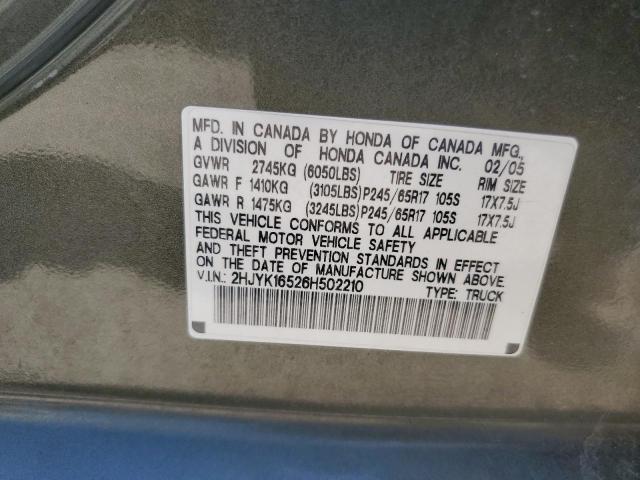 MFD. IN CANADA BY HONDA OF CANADA MFG.,
A DIVISION OF HONDA CANADA INC. 02/05
GVWR 2745KG (6050LBS) TIRE SIZE RIM SIZE
GAWR F 1410KG (3105LBS) P245/65R17 105S 17X7.5J
GAWR R 1475KG (3245LBS) P245/65R17 105S 17X7.5J
THIS VEHICLE CONFORMS TO ALL APPLICABLE
FEDERAL MOTOR VEHICLE SAFETY
AND THEFT PREVENTION STANDARDS IN EFFECT
ON THE DATE OF MANUFACTURE SHOWN ABOVE.
V.I.N.: 2HJYK16526H502210 TYPE: TRUCK